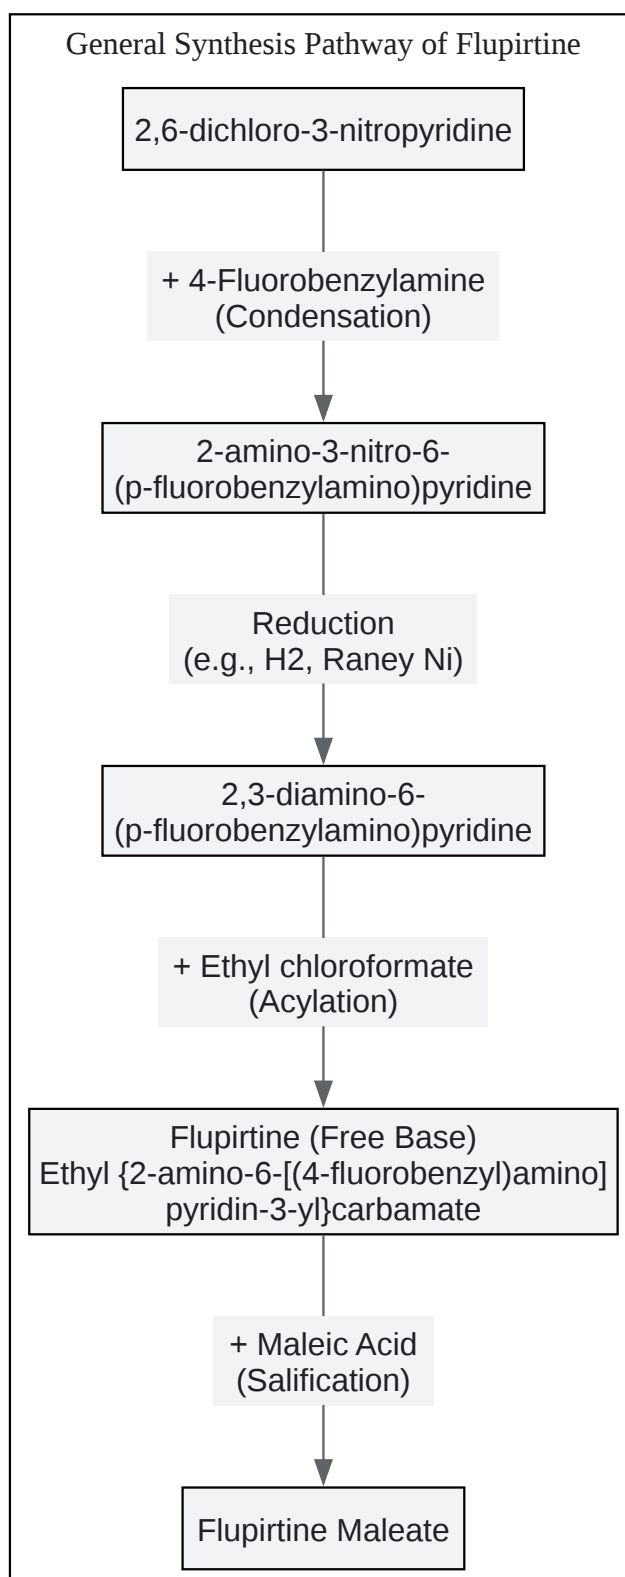 General Synthesis Pathway of Flupirtine
2,6-dichloro-3-nitropyridine
+ 4-Fluorobenzylamine
(Condensation)
2-amino-3-nitro-6-
(p-fluorobenzylamino)pyridine
Reduction
(e.g., H2, Raney Ni)
2,3-diamino-6-
(p-fluorobenzylamino)pyridine
+ Ethyl chloroformate
(Acylation)
Flupirtine (Free Base)
Ethyl {2-amino-6-[(4-fluorobenzyl)amino]
pyridin-3-yl}carbamate
+ Maleic Acid
(Salification)
Flupirtine Maleate